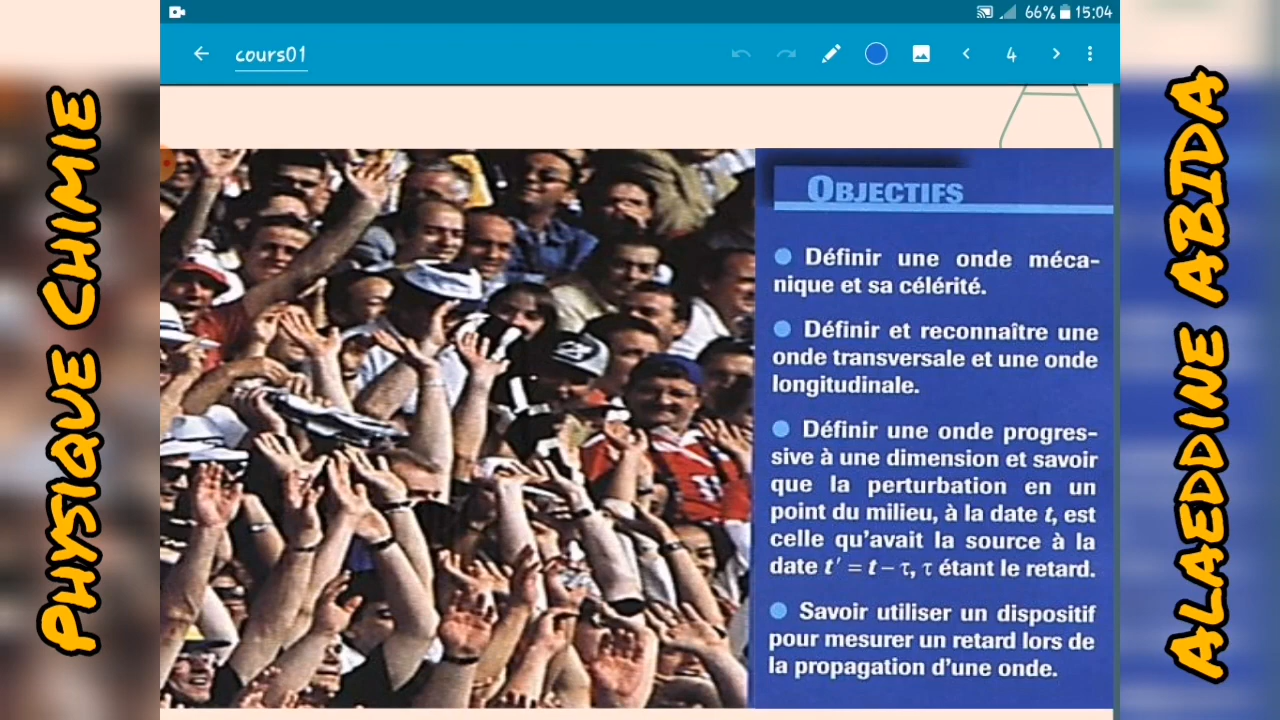 66% 15:04
cours01
4
PHYSIQUE CHIMIE
OBJECTIFS
Définir une onde méca-
nique et sa célérité.
Définir et reconnaître une
onde transversale et une onde
longitudinale.
Définir une onde progres-
sive à une dimension et savoir
que la perturbation en un
point du milieu, à la date t, est
celle qu'avait la source à la
date t' = t – τ, τ étant le retard.
Savoir utiliser un dispositif
pour mesurer un retard lors de
la propagation d'une onde.
ALAEDDINE ABIDA